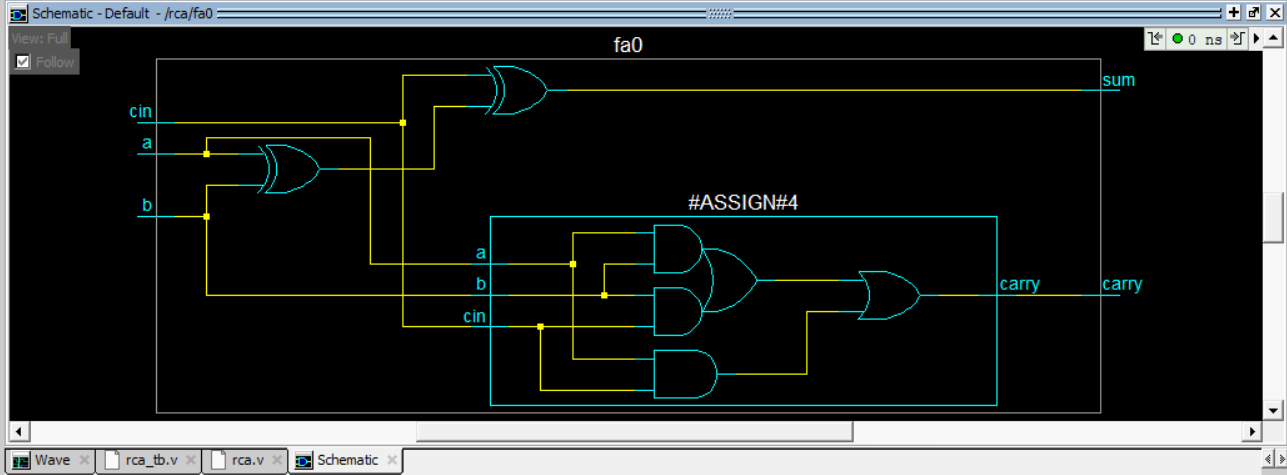 Schematic - Default - /rca/fa0
View: Full
Follow
0 ns
fa0
sum
cin
a
b
#ASSIGN#4
a
b
cin
carry
carry
Wave
rca_tb.v
rca.v
Schematic